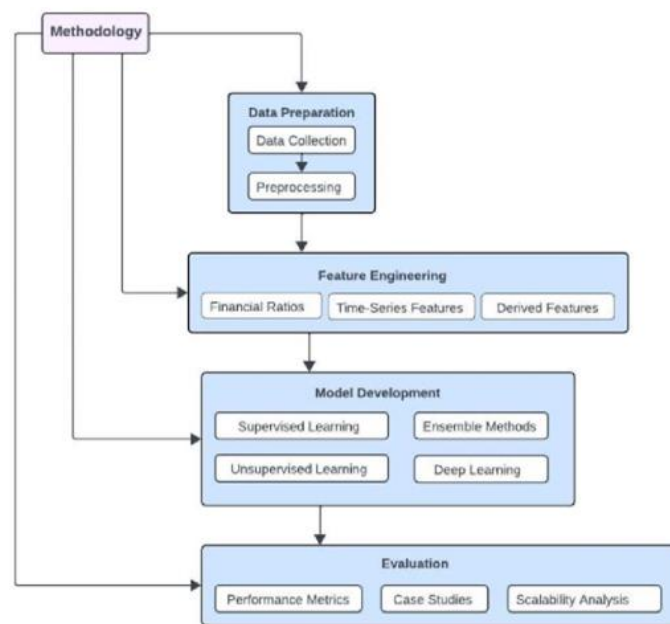 Methodology
Data Preparation
Data Collection
Preprocessing
Feature Engineering
Financial Ratios Time-Series Features Derived Features
Model Development
Supervised Learning Ensemble Methods
Unsupervised Learning Deep Learning
Evaluation
Performance Metrics Case Studies Scalability Analysis